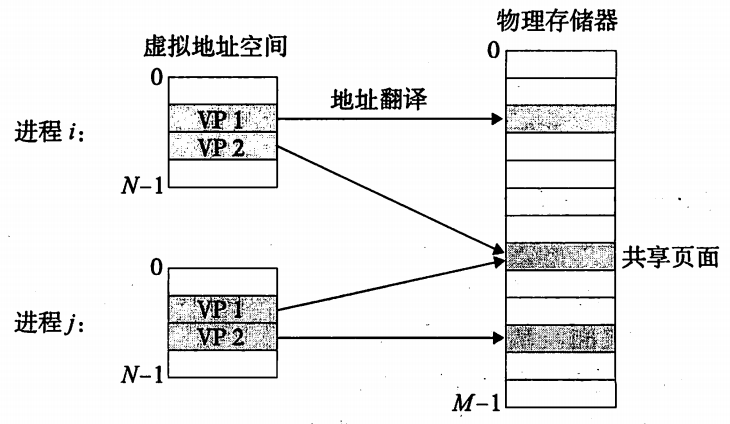 物理存储器
虚拟地址空间
0
0
地址翻译
进程 i:
VP 1
VP 2
N-1
共享页面
0
进程 j:
VP 1
VP 2
N-1
M-1